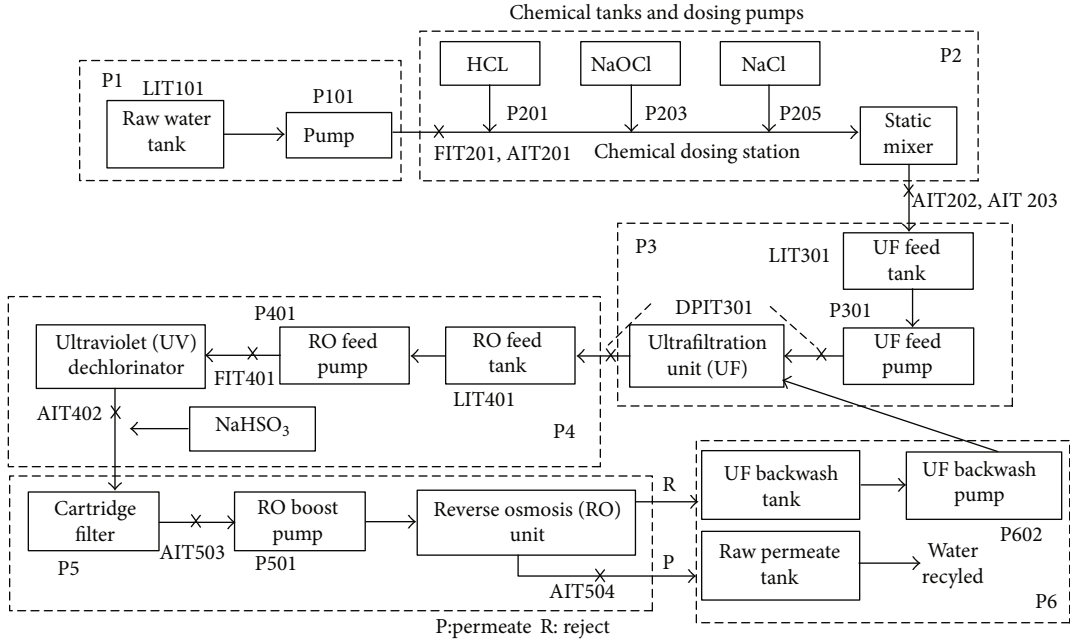 Chemical tanks and dosing pumps
P1
LIT101
Raw water
tank
P101
Pump
P2
HCL
NaOCl
NaCl
P201
P203
P205
FIT201, AIT201
Chemical dosing station
Static
mixer
AIT202, AIT 203
P3
LIT301
UF feed
tank
P301
UF feed
pump
DPIT301
Ultrafiltration
unit (UF)
P401
Ultraviolet (UV)
dechlorinator
RO feed
pump
RO feed
tank
FIT401
LIT401
AIT402
NaHSO3
P4
Cartridge
filter
AIT503
RO boost
pump
P501
Reverse osmosis (RO)
unit
P5
AIT504
R
P
UF backwash
tank
UF backwash
pump
P602
Raw permeate
tank
Water
recyled
P6
P:permeate R: reject